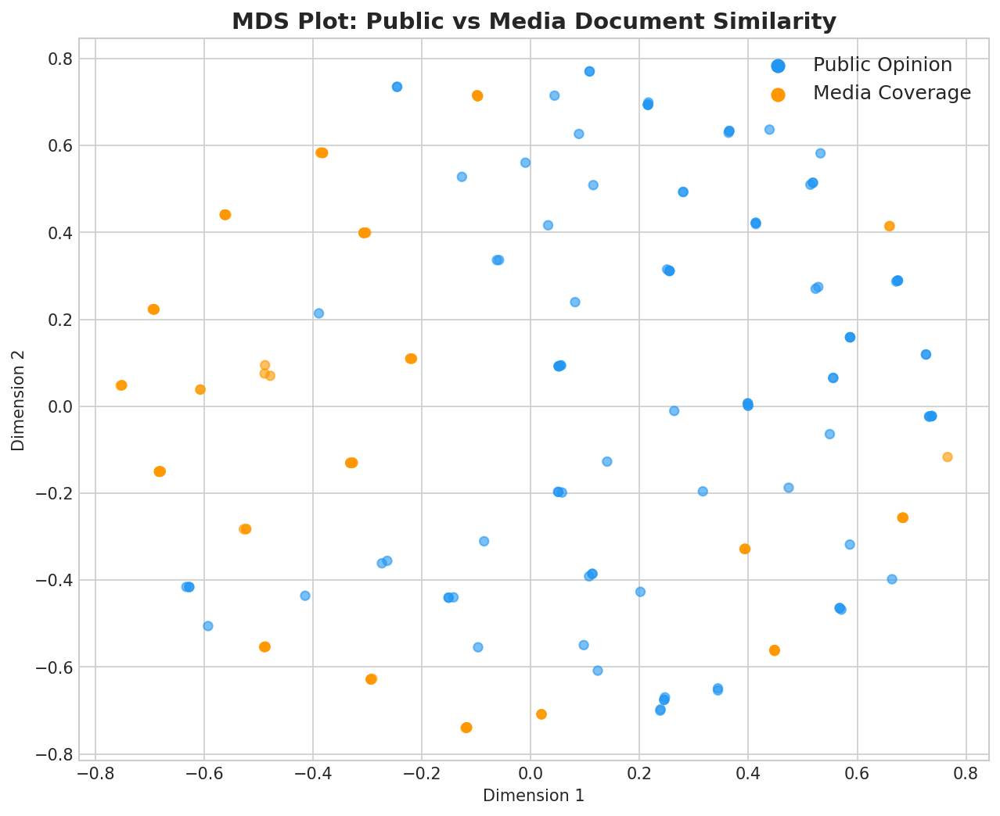 MDS Plot: Public vs Media Document Similarity
Public Opinion
Media Coverage
0.8
0.6
0.4
0.2
0.0
−0.2
−0.4
−0.6
−0.8
Dimension 2
−0.8 −0.6 −0.4 −0.2 0.0 0.2 0.4 0.6 0.8
Dimension 1